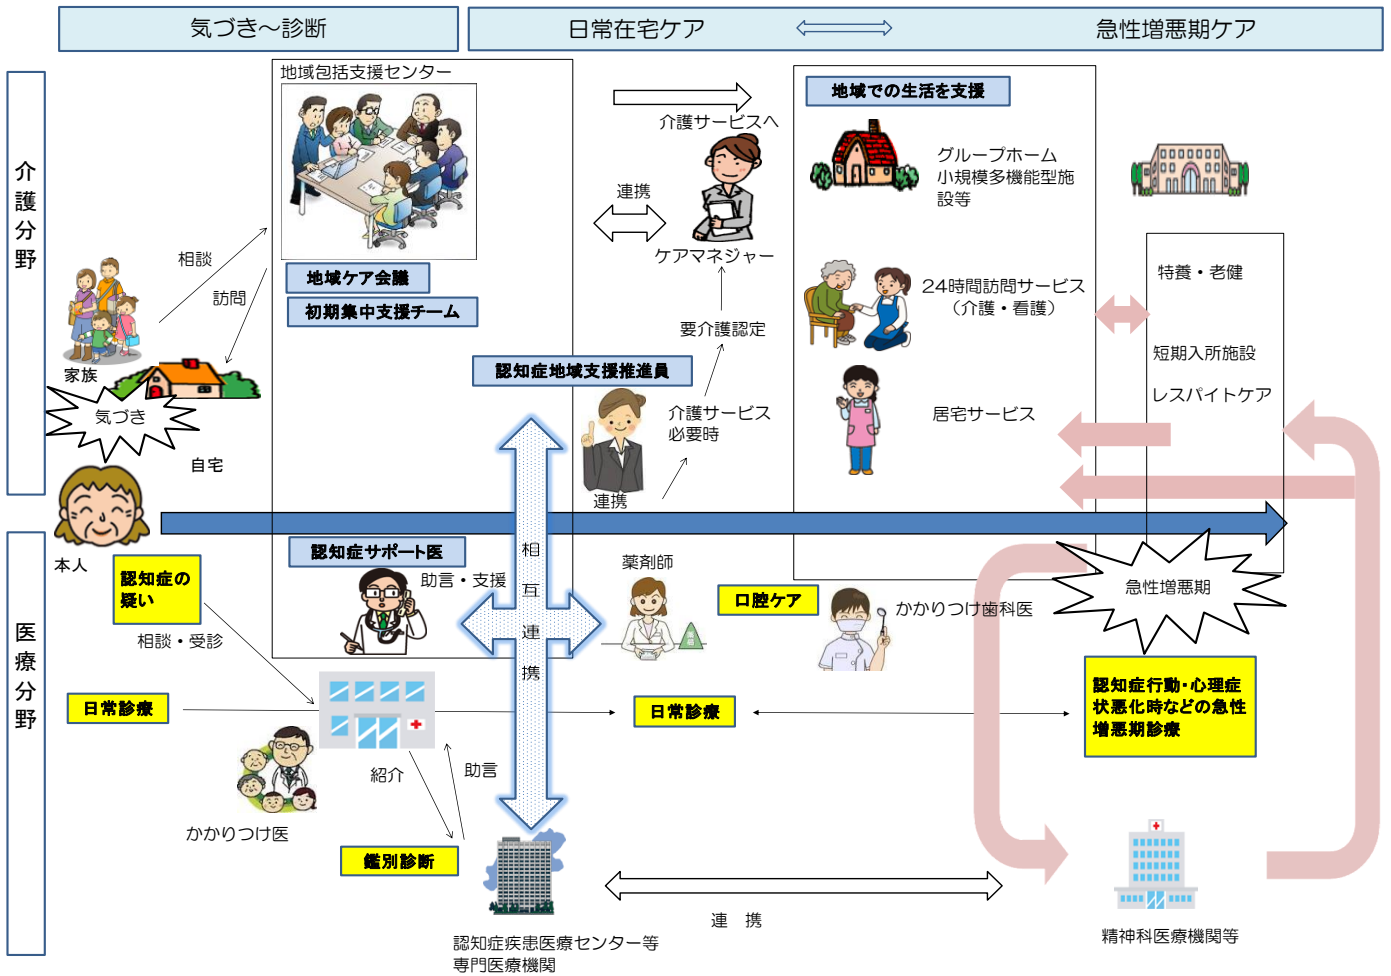 気づき～診断
日常在宅ケア
急性増悪期ケア
介護分野
地域包括支援センター
地域ケア会議
初期集中支援チーム
相談
訪問
家族
気づき
自宅
本人
介護サービスへ
連携
ケアマネジャー
要介護認定
認知症地域支援推進員
介護サービス
必要時
連携
地域での生活を支援
グループホーム
小規模多機能型施
設等
24時間訪問サービス
（介護・看護）
居宅サービス
特養・老健
短期入所施設
レスパイトケア
医療分野
認知症の
疑い
相談・受診
日常診療
かかりつけ医
認知症サポート医
助言・支援
相互連携
紹介
助言
鑑別診断
認知症疾患医療センター等
専門医療機関
薬剤師
薬局
口腔ケア
かかりつけ歯科医
日常診療
急性増悪期
認知症行動・心理症
状悪化時などの急性
増悪期診療
連　携
精神科医療機関等